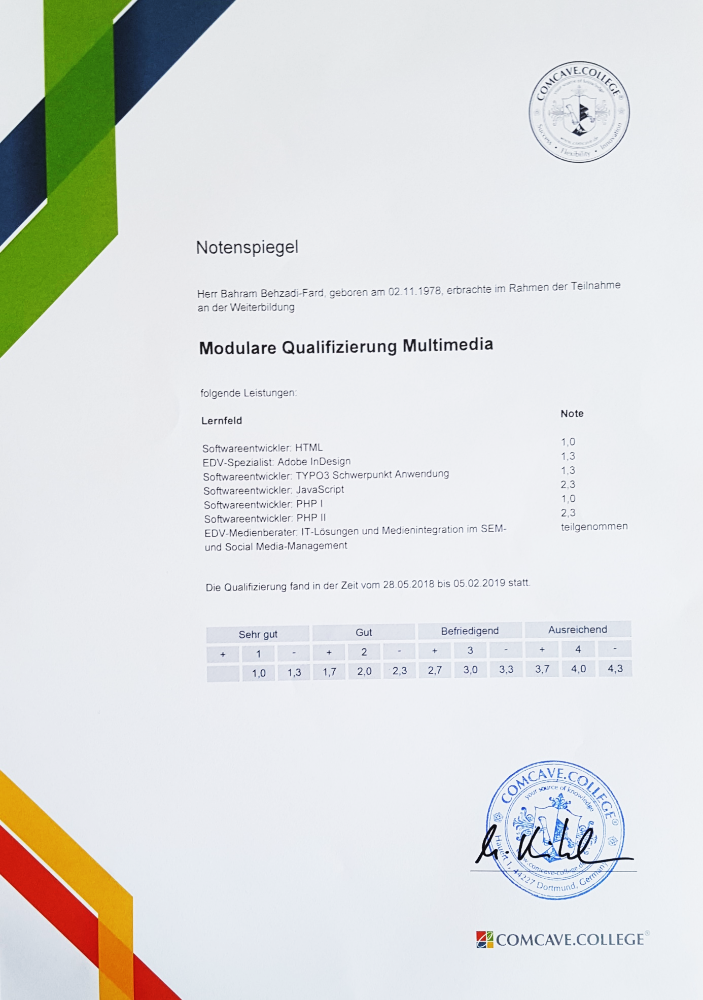 COMCAVE.COLLEGE®
your source of knowledge
www.comcave.de
Success • Flexibility • Innovation
Notenspiegel
Herr Bahram Behzadi-Fard, geboren am 02.11.1978, erbrachte im Rahmen der Teilnahme
an der Weiterbildung
Modulare Qualifizierung Multimedia
folgende Leistungen:
Lernfeld Note
Softwareentwickler: HTML 1,0
EDV-Spezialist: Adobe InDesign 1,3
Softwareentwickler: TYPO3 Schwerpunkt Anwendung 1,3
Softwareentwickler: JavaScript 2,3
Softwareentwickler: PHP I 1,0
Softwareentwickler: PHP II 2,3
EDV-Medienberater: IT-Lösungen und Medienintegration im SEM- teilgenommen
und Social Media-Management
Die Qualifizierung fand in der Zeit vom 28.05.2018 bis 05.02.2019 statt.
Sehr gut Gut Befriedigend Ausreichend
+ 1 - + 2 - + 3 - + 4 -
1,0 1,3 1,7 2,0 2,3 2,7 3,0 3,3 3,7 4,0 4,3
COMCAVE.COLLEGE®
your source of knowledge
www.comcave-college.de
Hauert 1, 44227 Dortmund, Germany
COMCAVE.COLLEGE®